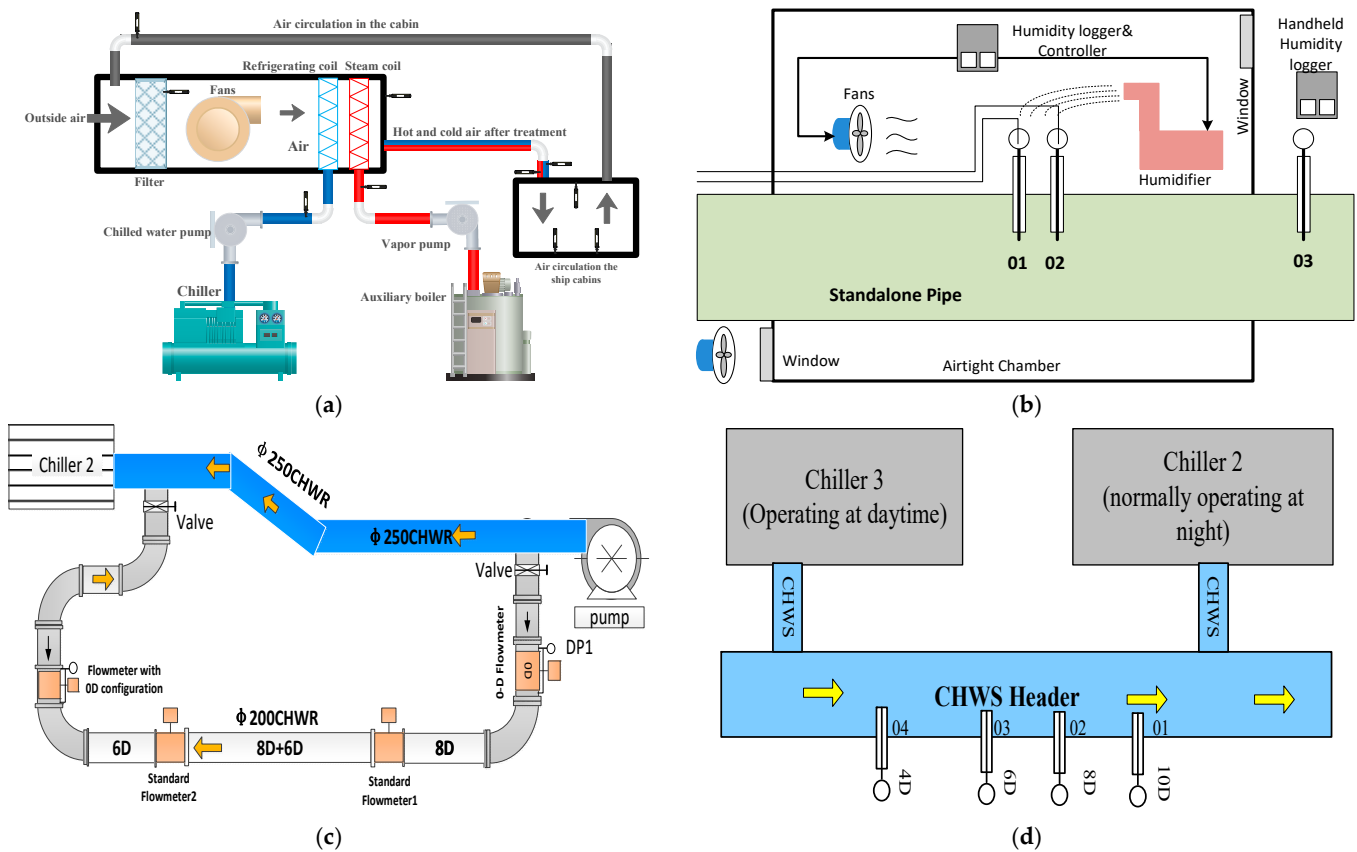 Air circulation in the cabin
Refrigerating coil
Steam coil
Fans
Outside air
Air
Hot and cold air after treatment
Filter
Chilled water pump
Vapor pump
Chiller
Auxiliary boiler
Air circulation the
ship cabins
(a)
Humidity logger&
Controller
Window
Handheld
Humidity
logger
Fans
Humidifier
01
02
03
Standalone Pipe
Window
Airtight Chamber
(b)
Chiller 2
ϕ 250CHWR
Valve
ϕ 250CHWR
Valve
pump
0-D Flowmeter
DP1
OD
Flowmeter with
0D configuration
ϕ 200CHWR
6D
8D+6D
8D
Standard
Flowmeter2
Standard
Flowmeter1
(c)
Chiller 3
(Operating at daytime)
Chiller 2
(normally operating at
night)
CHWS
CHWS
CHWS Header
04
03
02
01
4D
6D
8D
10D
(d)